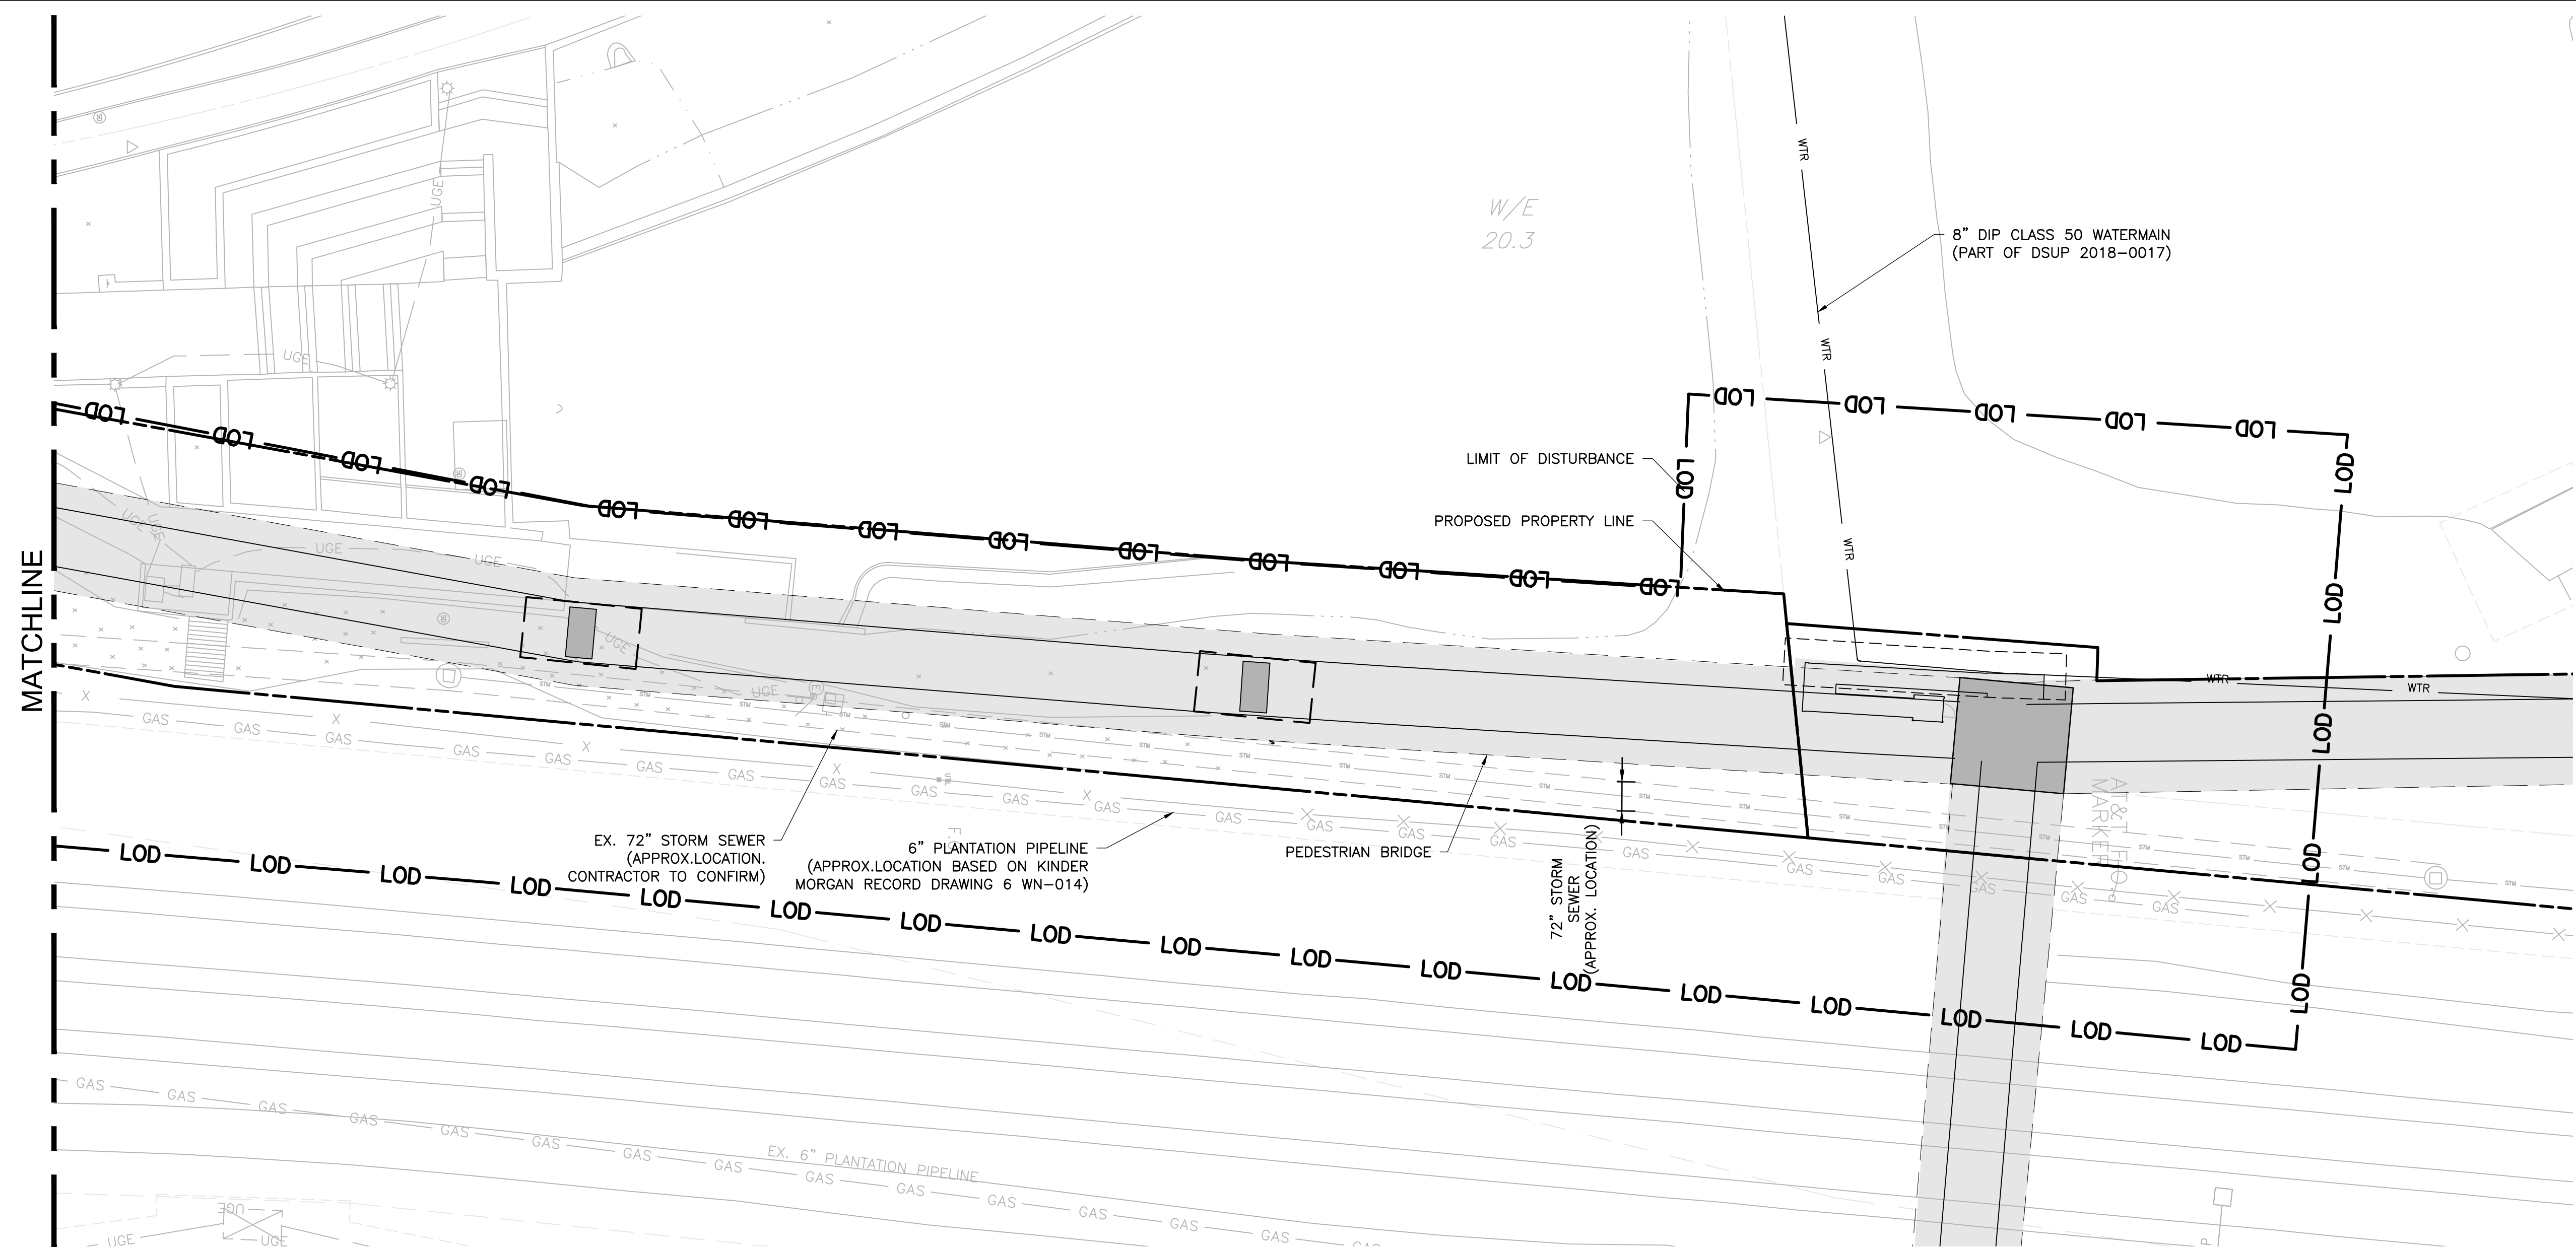 MATCHLINE
W/E
20.3
8" DIP CLASS 50 WATERMAIN
(PART OF DSUP 2018-0017)
LIMIT OF DISTURBANCE
PROPOSED PROPERTY LINE
EX. 72" STORM SEWER
(APPROX.LOCATION.
CONTRACTOR TO CONFIRM)
6" PLANTATION PIPELINE
(APPROX.LOCATION BASED ON KINDER
MORGAN RECORD DRAWING 6 WN-014)
PEDESTRIAN BRIDGE
72" STORM
SEWER
(APPROX. LOCATION)
AT&T F.O.
MARKER
EX. 6" PLANTATION PIPELINE
LOD
WTR
UGE
GAS
STM